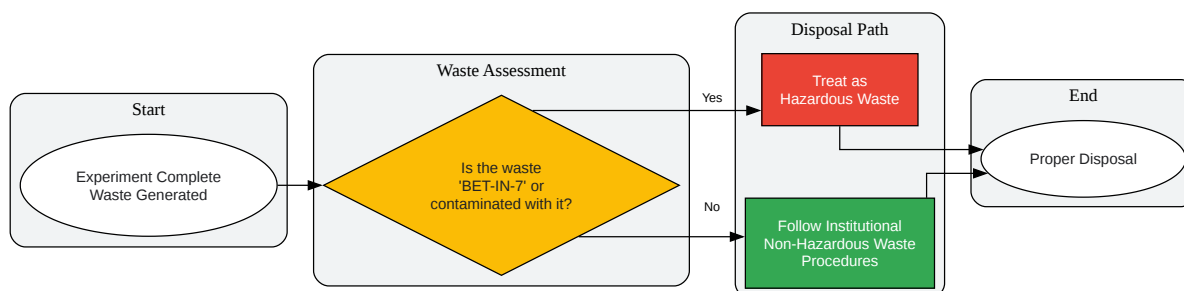 Start
Experiment Complete
Waste Generated
Waste Assessment
Is the waste
'BET-IN-7' or
contaminated with it?
Yes
No
Disposal Path
Treat as
Hazardous Waste
Follow Institutional
Non-Hazardous Waste
Procedures
End
Proper Disposal